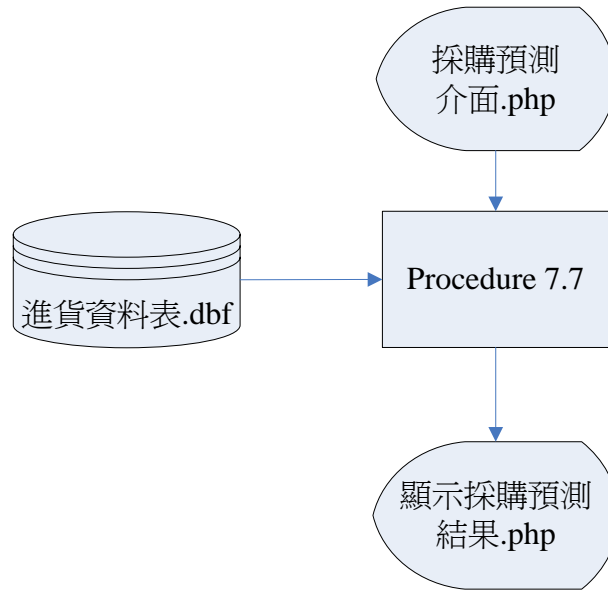 採購預測
介面.php
進貨資料表.dbf
Procedure 7.7
顯示採購預測
結果.php